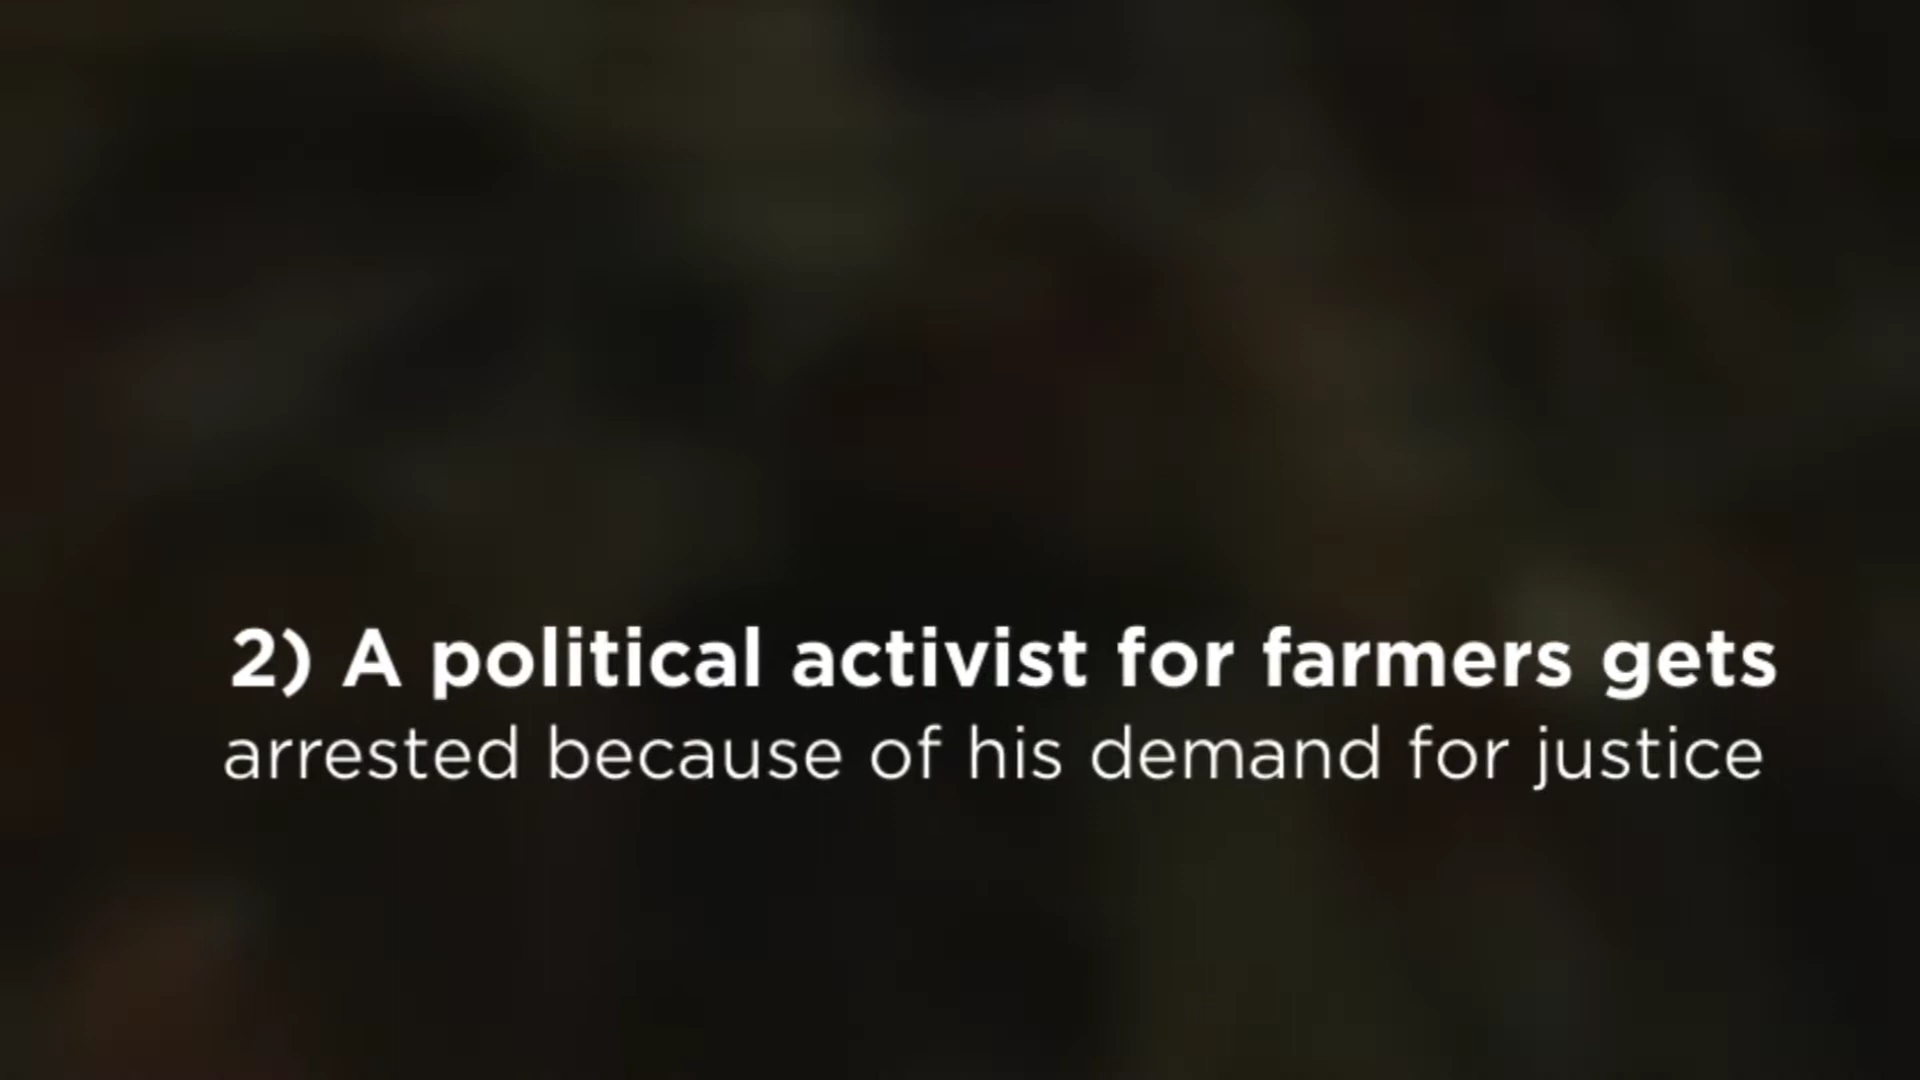 2) A political activist for farmers gets
arrested because of his demand for justice